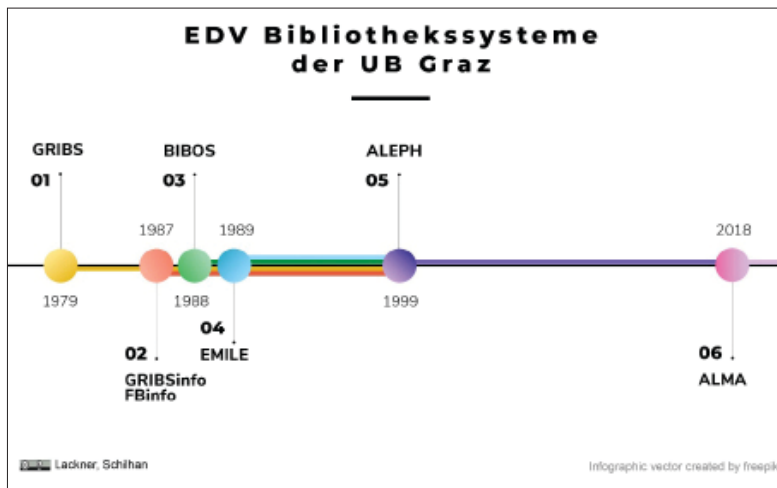 EDV Bibliothekssysteme
der UB Graz
GRIBS
01
BIBOS
03
ALEPH
05
1987
1989
2018
1979
1988
1999
04
EMILE
02
GRIBSinfo
FBinfo
06
ALMA
Lackner, Schilhan
Infographic vector created by freepik